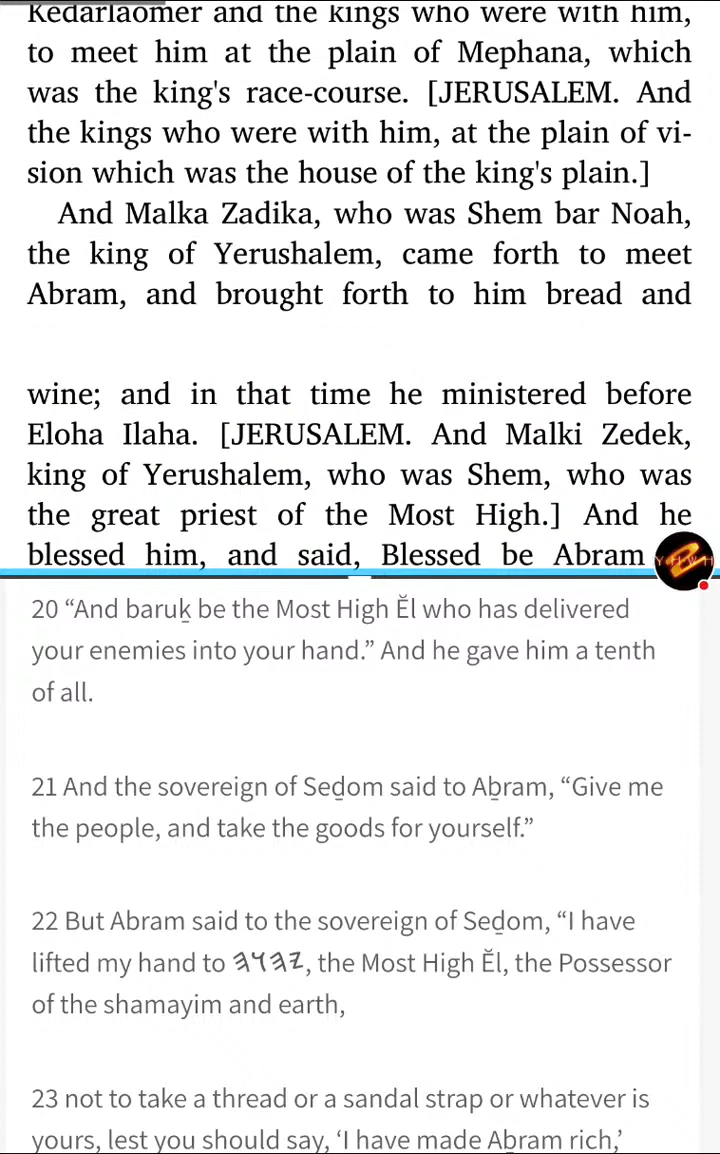 Kedarlaomer and the kings who were with him,
to meet him at the plain of Mephana, which
was the king's race-course. [JERUSALEM. And
the kings who were with him, at the plain of vi-
sion which was the house of the king's plain.]
And Malka Zadika, who was Shem bar Noah,
the king of Yerushalem, came forth to meet
Abram, and brought forth to him bread and
wine; and in that time he ministered before
Eloha Ilaha. [JERUSALEM. And Malki Zedek,
king of Yerushalem, who was Shem, who was
the great priest of the Most High.] And he
blessed him, and said, Blessed be Abram
Y H W H
20 “And baruḵ be the Most High Ěl who has delivered
your enemies into your hand.” And he gave him a tenth
of all.
21 And the sovereign of Seḏom said to Aḇram, “Give me
the people, and take the goods for yourself.”
22 But Abram said to the sovereign of Seḏom, “I have
lifted my hand to 𐤉𐤄𐤅𐤄, the Most High Ěl, the Possessor
of the shamayim and earth,
23 not to take a thread or a sandal strap or whatever is
yours, lest you should say, ‘I have made Aḇram rich,’